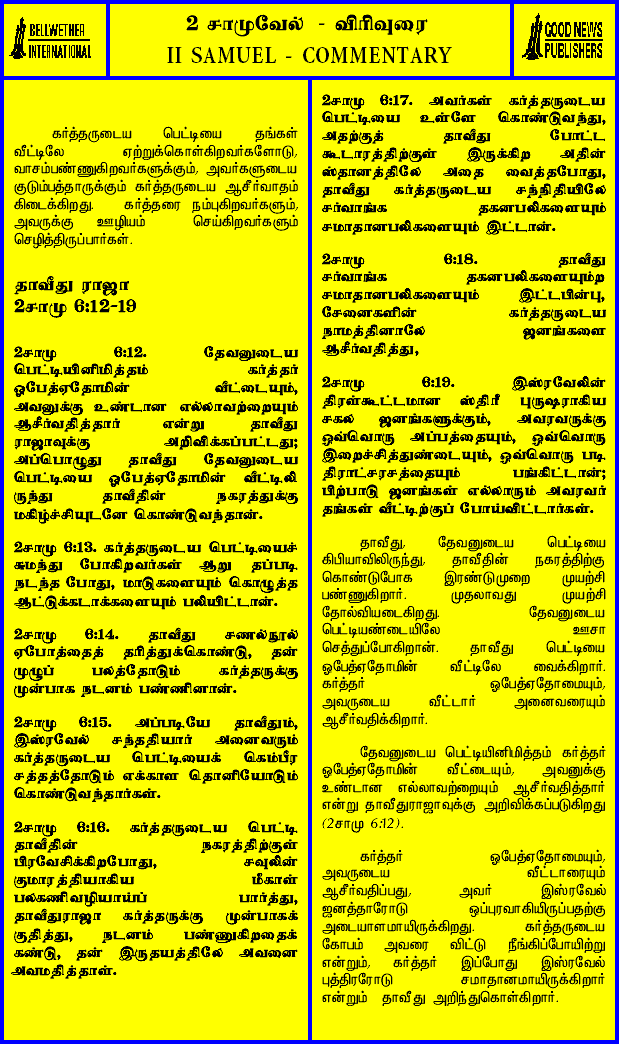 BELLWETHER
INTERNATIONAL
2 சாமுவேல் - விரிவுரை
II SAMUEL - COMMENTARY
GOOD NEWS
PUBLISHERS
கர்த்தருடைய பெட்டியை தங்கள்
வீட்டிலே ஏற்றுக்கொள்கிறவர்களோடு,
வாசம்பண்ணுகிறவர்களுக்கும், அவர்களுடைய
குடும்பத்தாருக்கும் கர்த்தருடைய ஆசீர்வாதம்
கிடைக்கிறது. கர்த்தரை நம்புகிறவர்களும்,
அவருக்கு ஊழியம் செய்கிறவர்களும்
செழித்திருப்பார்கள்.
தாவீது ராஜா
2சாமு 6:12-19
2சாமு 6:12. தேவனுடைய
பெட்டியினிமித்தம் கர்த்தர்
ஓபேத்ஏதோமின் வீட்டையும்,
அவனுக்கு உண்டான எல்லாவற்றையும்
ஆசீர்வதித்தார் என்று தாவீது
ராஜாவுக்கு அறிவிக்கப்பட்டது;
அப்பொழுது தாவீது தேவனுடைய
பெட்டியை ஓபேத்ஏதோமின் வீட்டிலி
ருந்து தாவீதின் நகரத்துக்கு
மகிழ்ச்சியுடனே கொண்டுவந்தான்.
2சாமு 6:13. கர்த்தருடைய பெட்டியைச்
சுமந்து போகிறவர்கள் ஆறு தப்படி
நடந்த போது, மாடுகளையும் கொழுத்த
ஆட்டுக்கடாக்களையும் பலியிட்டான்.
2சாமு 6:14. தாவீது சணல்நூல்
ஏபோத்தைத் தரித்துக்கொண்டு, தன்
முழுப் பலத்தோடும் கர்த்தருக்கு
முன்பாக நடனம் பண்ணினான்.
2சாமு 6:15. அப்படியே தாவீதும்,
இஸ்ரவேல் சந்ததியார் அனைவரும்
கர்த்தருடைய பெட்டியைக் கெம்பீர
சத்தத்தோடும் எக்காள தொனியோடும்
கொண்டுவந்தார்கள்.
2சாமு 6:16. கர்த்தருடைய பெட்டி
தாவீதின் நகரத்திற்குள்
பிரவேசிக்கிறபோது, சவுலின்
குமாரத்தியாகிய மீகாள்
பலகணிவழியாய்ப் பார்த்து,
தாவீதுராஜா கர்த்தருக்கு முன்பாகக்
குதித்து, நடனம் பண்ணுகிறதைக்
கண்டு, தன் இருதயத்திலே அவனை
அவமதித்தாள்.
2சாமு 6:17. அவர்கள் கர்த்தருடைய
பெட்டியை உள்ளே கொண்டுவந்து,
அதற்குத் தாவீது போட்ட
கூடாரத்திற்குள் இருக்கிற அதின்
ஸ்தானத்திலே அதை வைத்தபோது,
தாவீது கர்த்தருடைய சந்நிதியிலே
சர்வாங்க தகனபலிகளையும்
சமாதானபலிகளையும் இட்டான்.
2சாமு 6:18. தாவீது
சர்வாங்க தகனபலிகளையும்ற
சமாதானபலிகளையும் இட்டபின்பு,
சேனைகளின் கர்த்தருடைய
நாமத்தினாலே ஜனங்களை
ஆசீர்வதித்து,
2சாமு 6:19. இஸ்ரவேலின்
திரள்கூட்டமான ஸ்திரீ புருஷராகிய
சகல ஜனங்களுக்கும், அவரவருக்கு
ஒவ்வொரு அப்பத்தையும், ஒவ்வொரு
இறைச்சித்துண்டையும், ஒவ்வொரு படி
திராட்சரசத்தையும் பங்கிட்டான்;
பிற்பாடு ஜனங்கள் எல்லாரும் அவரவர்
தங்கள் வீட்டிற்குப் போய்விட்டார்கள்.
தாவீது, தேவனுடைய பெட்டியை
கிபியாவிலிருந்து, தாவீதின் நகரத்திற்கு
கொண்டுபோக இரண்டுமுறை முயற்சி
பண்ணுகிறார். முதலாவது முயற்சி
தோல்வியடைகிறது. தேவனுடைய
பெட்டியண்டையிலே ஊசா
செத்துப்போகிறான். தாவீது பெட்டியை
ஓபேத்ஏதோமின் வீட்டிலே வைக்கிறார்.
கர்த்தர் ஓபேத்ஏதோமையும்,
அவருடைய வீட்டார் அனைவரையும்
ஆசீர்வதிக்கிறார்.
தேவனுடைய பெட்டியினிமித்தம் கர்த்தர்
ஓபேத்ஏதோமின் வீட்டையும், அவனுக்கு
உண்டான எல்லாவற்றையும் ஆசீர்வதித்தார்
என்று தாவீதுராஜாவுக்கு அறிவிக்கப்படுகிறது
(2சாமு 6:12).
கர்த்தர் ஓபேத்ஏதோமையும்,
அவருடைய வீட்டாரையும்
ஆசீர்வதிப்பது, அவர் இஸ்ரவேல்
ஜனத்தாரோடு ஒப்புரவாகியிருப்பதற்கு
அடையாளமாயிருக்கிறது. கர்த்தருடைய
கோபம் அவரை விட்டு நீங்கிப்போயிற்று
என்றும், கர்த்தர் இப்போது இஸ்ரவேல்
புத்திரரோடு சமாதானமாயிருக்கிறார்
என்றும் தாவீது அறிந்துகொள்கிறார்.